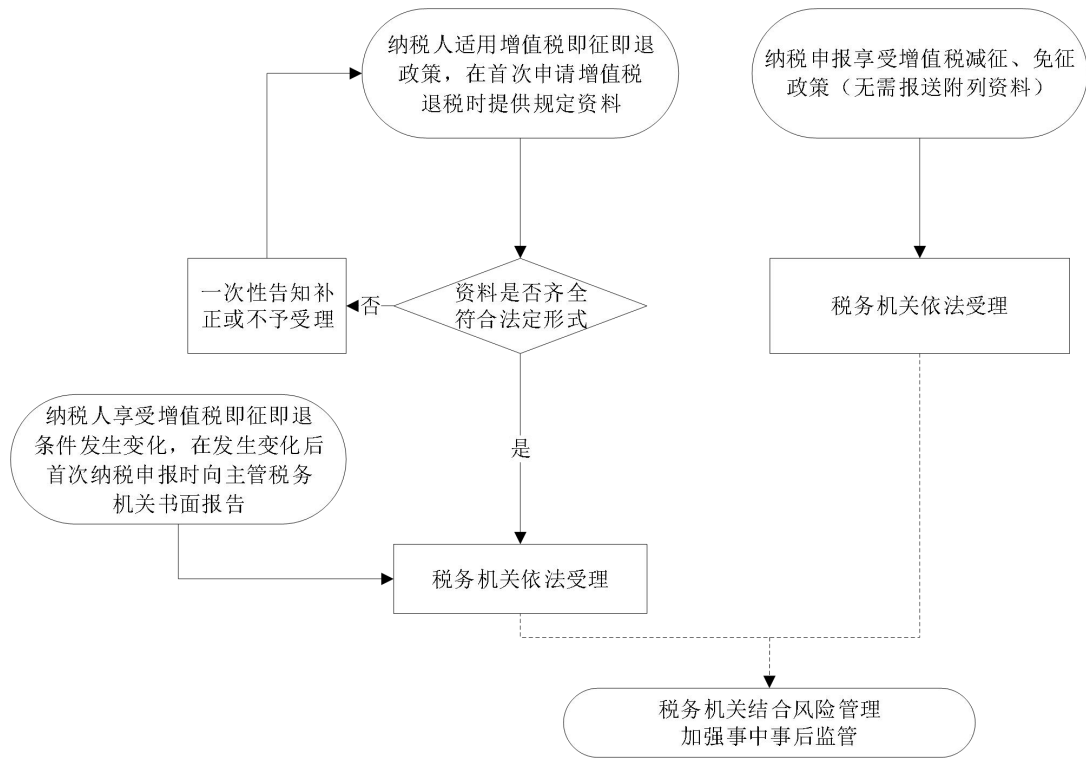 纳税人适用增值税即征即退
政策，在首次申请增值税
退税时提供规定资料
纳税申报享受增值税减征、免征
政策（无需报送附列资料）
一次性告知补
正或不予受理
否
资料是否齐全
符合法定形式
税务机关依法受理
纳税人享受增值税即征即退
条件发生变化，在发生变化后
首次纳税申报时向主管税务
机关书面报告
是
税务机关依法受理
税务机关结合风险管理
加强事中事后监管